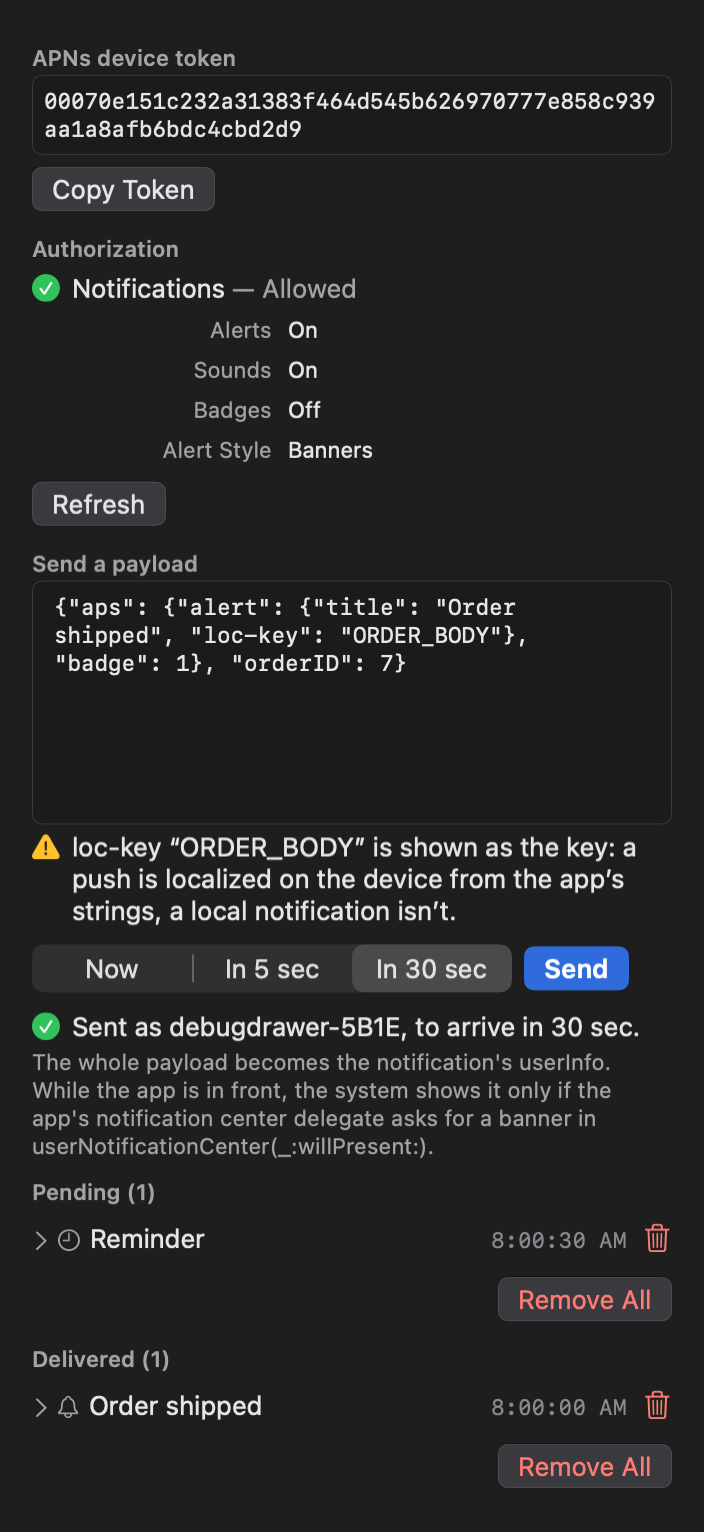 APNs device token
00070e151c232a31383f464d545b626970777e858c939
aa1a8afb6bdc4cbd2d9
Copy Token
Authorization
Notifications — Allowed
Alerts On
Sounds On
Badges Off
Alert Style Banners
Refresh
Send a payload
{"aps": {"alert": {"title": "Order
shipped", "loc-key": "ORDER_BODY"},
"badge": 1}, "orderID": 7}
loc-key “ORDER_BODY” is shown as the key: a
push is localized on the device from the app’s
strings, a local notification isn’t.
Now In 5 sec In 30 sec Send
Sent as debugdrawer-5B1E, to arrive in 30 sec.
The whole payload becomes the notification's userInfo.
While the app is in front, the system shows it only if the
app's notification center delegate asks for a banner in
userNotificationCenter(_:willPresent:).
Pending (1)
Reminder 8:00:30 AM
Remove All
Delivered (1)
Order shipped 8:00:00 AM
Remove All